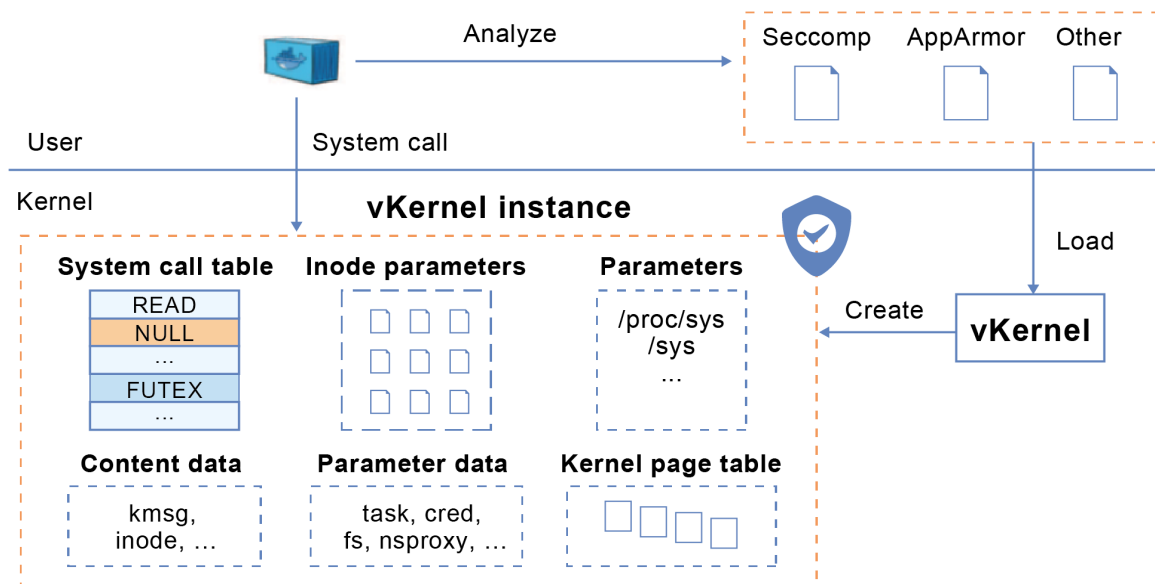 Analyze
Seccomp AppArmor Other
User
System call
Kernel
vKernel instance
Load
System call table
READ
NULL
...
FUTEX
...
Inode parameters
Parameters
/proc/sys
/sys
...
Create
vKernel
Content data
kmsg,
inode, ...
Parameter data
task, cred,
fs, nsproxy, ...
Kernel page table